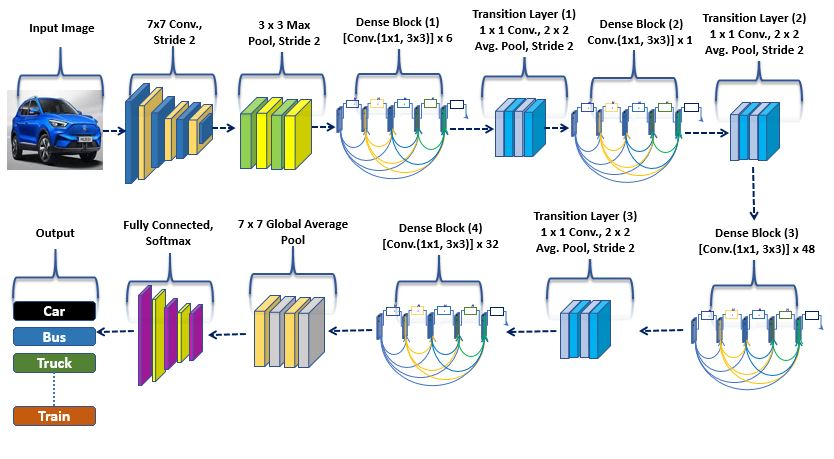 Input Image
7x7 Conv.,
Stride 2
3 x 3 Max
Pool, Stride 2
Dense Block (1)
[Conv.(1x1, 3x3)] x 6
Transition Layer (1)
1 x 1 Conv., 2 x 2
Avg. Pool, Stride 2
Dense Block (2)
Conv.(1x1, 3x3)] x 1
Transition Layer (2)
1 x 1 Conv., 2 x 2
Avg. Pool, Stride 2
Output
Fully Connected,
Softmax
7 x 7 Global Average
Pool
Dense Block (4)
[Conv.(1x1, 3x3)] x 32
Transition Layer (3)
1 x 1 Conv., 2 x 2
Avg. Pool, Stride 2
Dense Block (3)
[Conv.(1x1, 3x3)] x 48
Car
Bus
Truck
Train